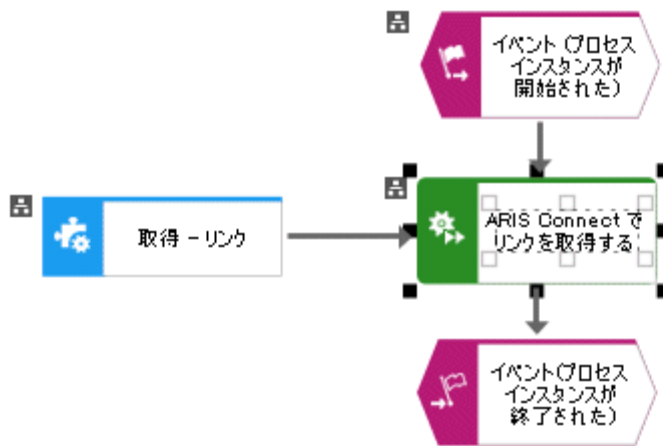 イベント (プロセス
インスタンスが
開始された)
取得 - リンク
ARIS Connect で
リンクを取得する
イベント(プロセス
インスタンスが
終了された)